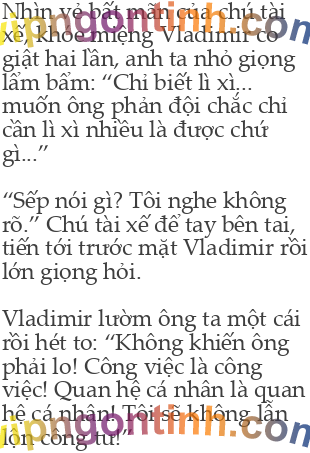 Nhìn vẻ bất mãn của chú tài
xế, khóe miệng Vladimir co
giật hai lần, anh ta nhỏ giọng
lẩm bẩm: “Chỉ biết lì xì...
muốn ông phản đội chắc chỉ
cần lì xì nhiều là được chứ
gì...”
“Sếp nói gì? Tôi nghe không
rõ.” Chú tài xế để tay bên tai,
tiến tới trước mặt Vladimir rồi
lớn giọng hỏi.
Vladimir lườm ông ta một cái
rồi hét to: “Không khiến ông
phải lo! Công việc là công
việc! Quan hệ cá nhân là quan
hệ cá nhân! Tôi sẽ không lẫn
lộn công tư!”
vipngontinh.com